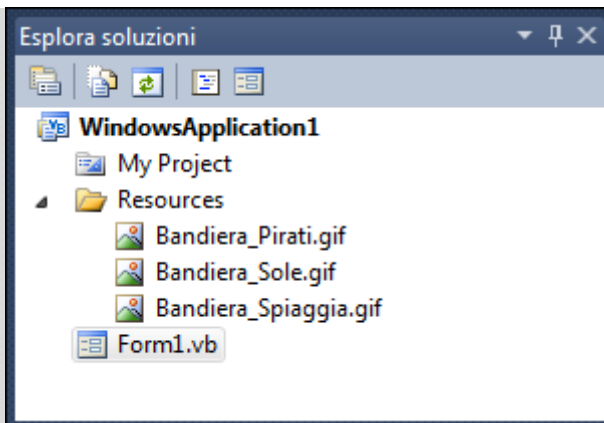 Esplora soluzioni
WindowsApplication1
My Project
Resources
Bandiera_Pirati.gif
Bandiera_Sole.gif
Bandiera_Spiaggia.gif
Form1.vb